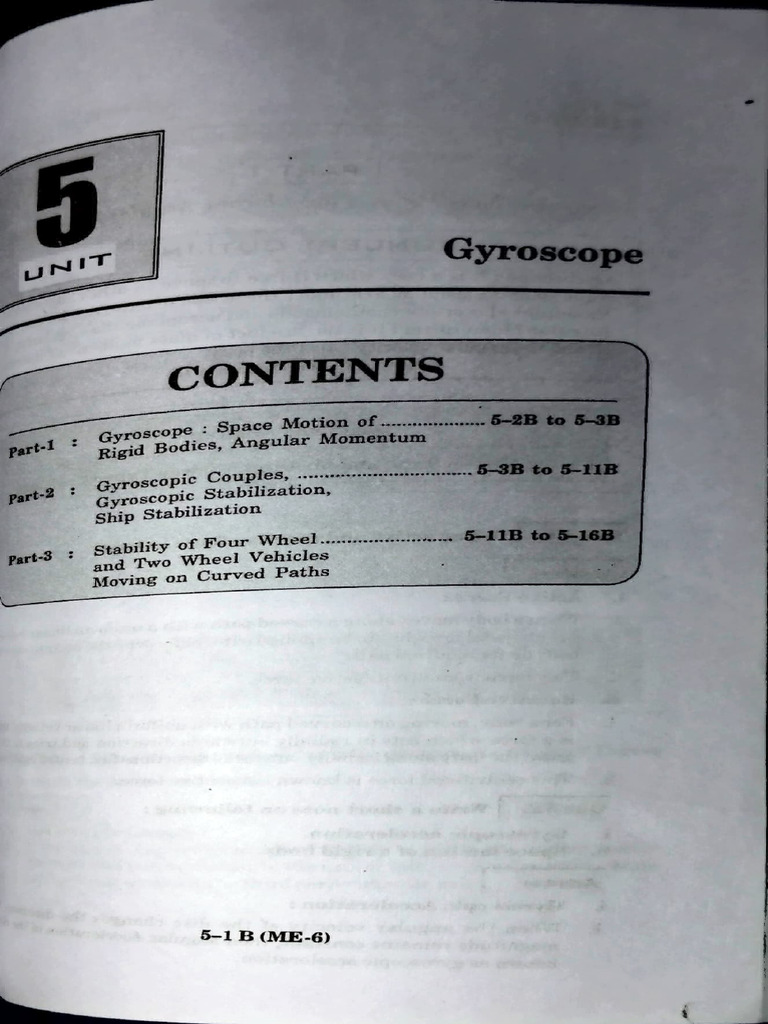 5
UNIT
Gyroscope
CONTENTS
Part-1 : Gyroscope : Space Motion of ..................... 5–2B to 5–3B
Rigid Bodies, Angular Momentum
Part-2 : Gyroscopic Couples, .................................. 5–3B to 5–11B
Gyroscopic Stabilization,
Ship Stabilization
Part-3 : Stability of Four Wheel .......................... 5–11B to 5–16B
and Two Wheel Vehicles
Moving on Curved Paths
5–1 B (ME-6)